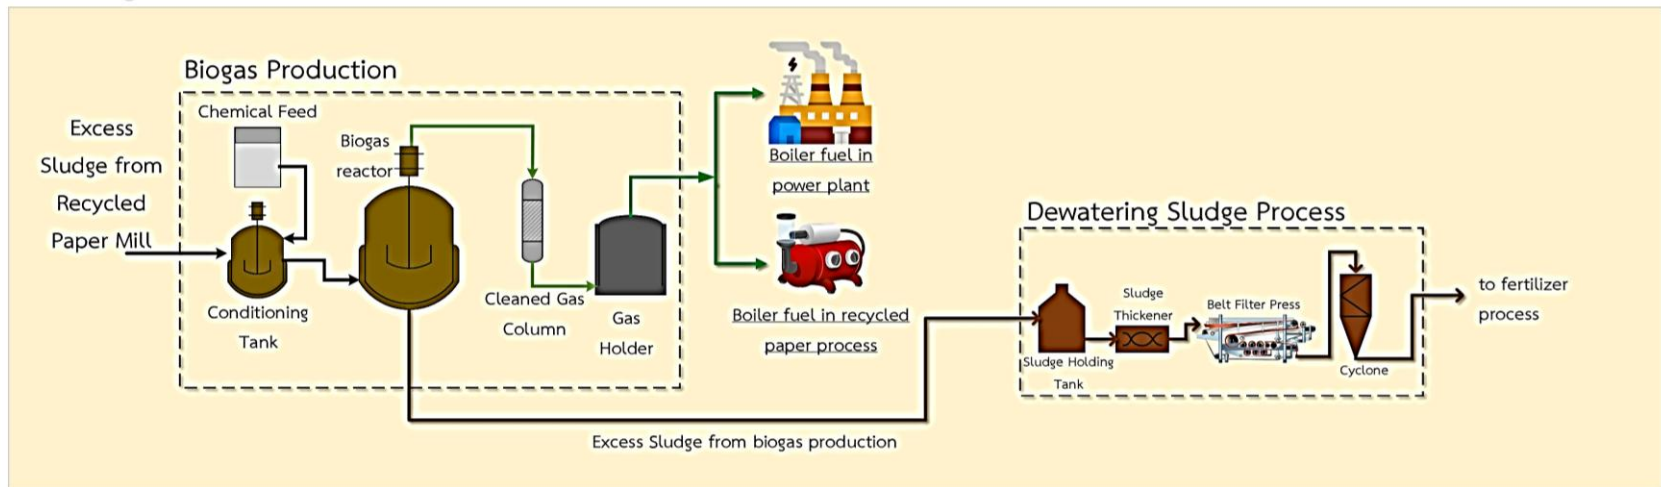 Biogas Production
Chemical Feed
Excess
Sludge from
Recycled
Paper Mill
Biogas
reactor
Conditioning
Tank
Cleaned Gas
Column
Gas
Holder
Boiler fuel in
power plant
Boiler fuel in recycled
paper process
Excess Sludge from biogas production
Dewatering Sludge Process
Sludge Holding
Tank
Sludge
Thickener
Belt Filter Press
Cyclone
to fertilizer
process